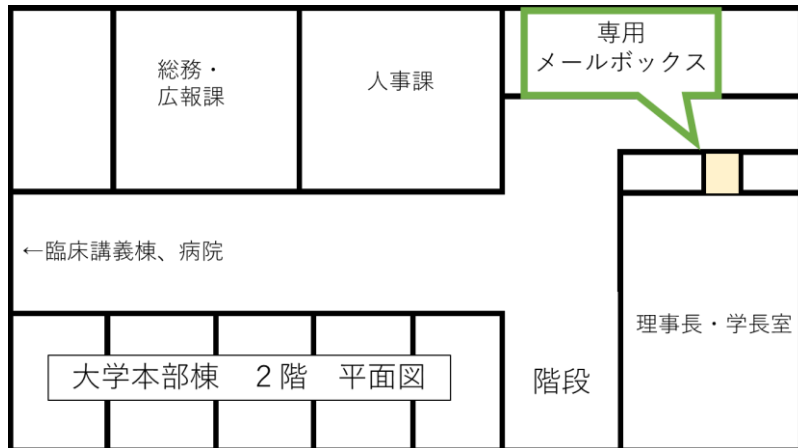 専用
メールボックス
総務・
広報課
人事課
←臨床講義棟、病院
理事長・学長室
大学本部棟　２階　平面図
階段